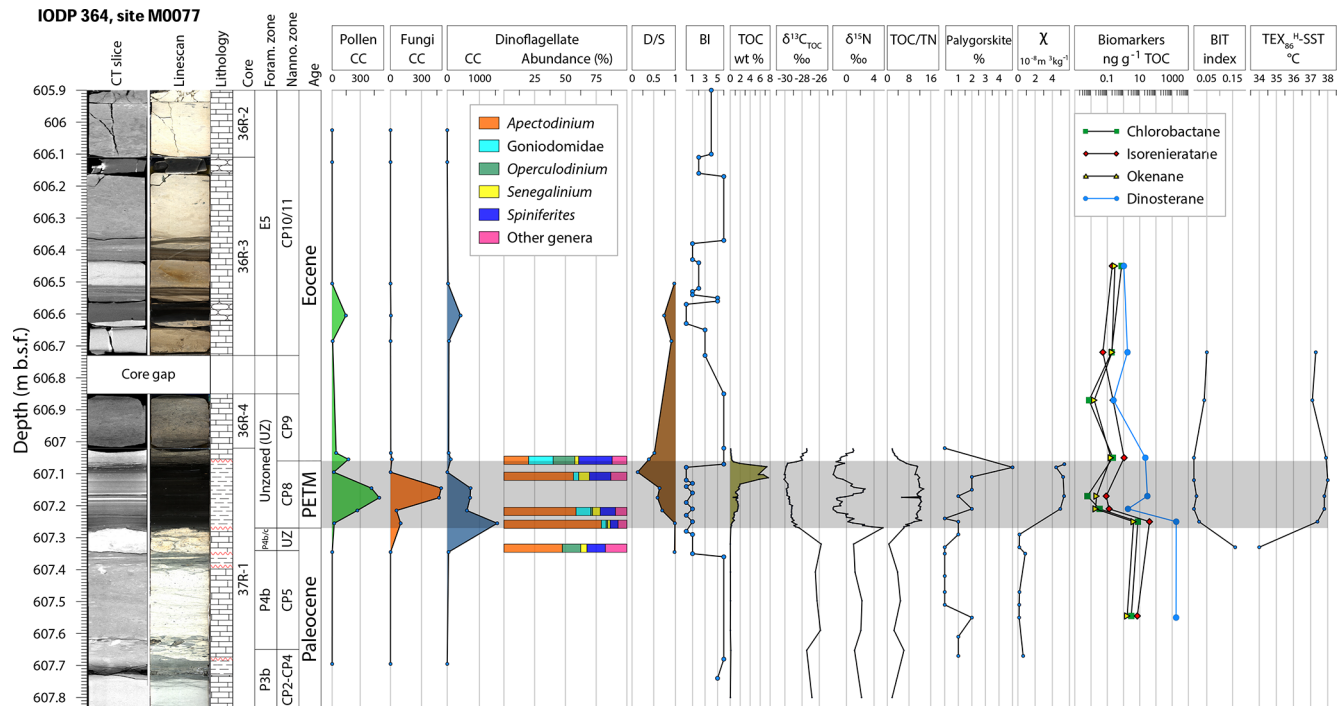 IODP 364, site M0077
CT slice
Linescan
Lithology
Core
Foram. zone
Nanno. zone
Age
Pollen
CC
0 300
Fungi
CC
0 300
Dinoflagellate
CC Abundance (%)
0 1000 25 50 75
D/S
0 0,5 1
BI
1 3 5
TOC
wt %
0 2 4 6 8
δ¹³C_TOC
‰
-30 -28 -26
δ¹⁵N
‰
0 4
TOC/TN
0 8 16
Palygorskite
%
1 2 3 4
χ
10⁻⁸m ³kg⁻¹
0 2 4
Biomarkers
ng g⁻¹ TOC
0.1 10 1000
BIT
index
0.05 0.15
TEX₈₆ᴴ-SST
°C
34 35 36 37 38
Depth (m b.s.f.)
605.9
606
606.1
606.2
606.3
606.4
606.5
606.6
606.7
606.8
606.9
607
607.1
607.2
607.3
607.4
607.5
607.6
607.7
607.8
Core gap
36R-2
36R-3
36R-4
37R-1
E5
Unzoned (UZ)
P4b/c
P4b
P3b
CP10/11
CP9
CP8
UZ
CP5
CP2-CP4
Eocene
PETM
Paleocene
Apectodinium
Goniodomidae
Operculodinium
Senegalinium
Spiniferites
Other genera
Chlorobactane
Isorenieratane
Okenane
Dinosterane